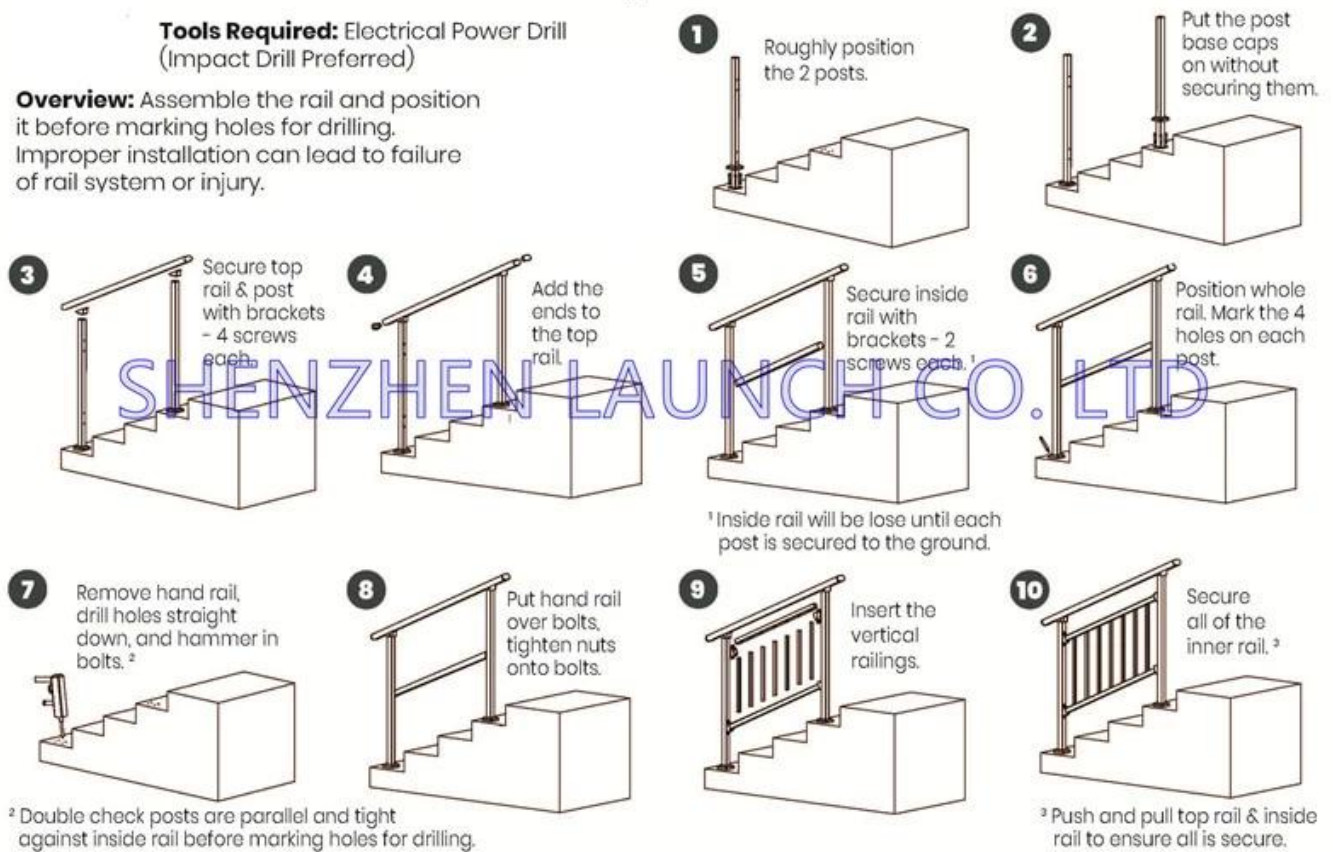 Tools Required: Electrical Power Drill
(Impact Drill Preferred)
Overview: Assemble the rail and position
it before marking holes for drilling.
Improper installation can lead to failure
of rail system or injury.
1
Roughly position
the 2 posts.
2
Put the post
base caps
on without
securing them.
3
Secure top
rail & post
with brackets
- 4 screws
each.
4
Add the
ends to
the top
rail.
5
Secure inside
rail with
brackets - 2
screws each. ¹
¹ Inside rail will be lose until each
post is secured to the ground.
6
Position whole
rail. Mark the 4
holes on each
post.
SHENZHEN LAUNCH CO. LTD
7
Remove hand rail,
drill holes straight
down, and hammer in
bolts. ²
² Double check posts are parallel and tight
against inside rail before marking holes for drilling.
8
Put hand rail
over bolts,
tighten nuts
onto bolts.
9
Insert the
vertical
railings.
10
Secure
all of the
inner rail. ³
³ Push and pull top rail & inside
rail to ensure all is secure.